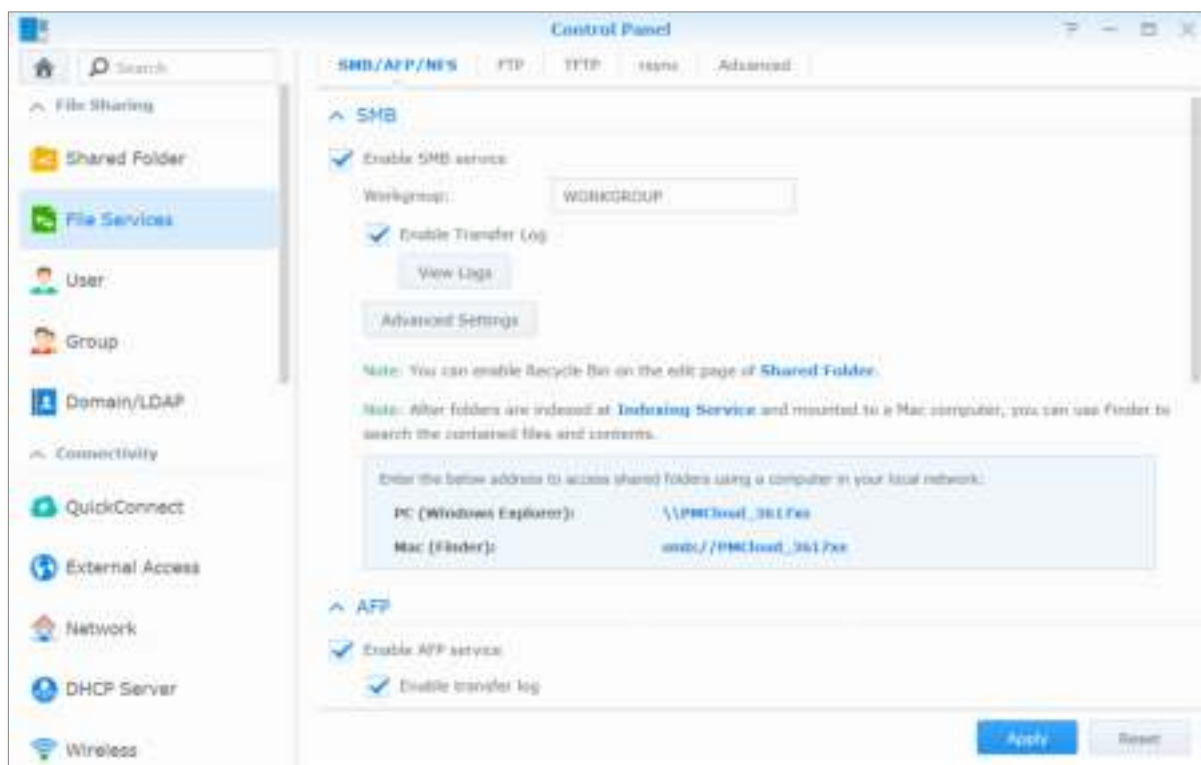 Control Panel
Search
SMB/AFP/NFS FTP TFTP rsync Advanced
File Sharing
Shared Folder
File Services
User
Group
Domain/LDAP
Connectivity
QuickConnect
External Access
Network
DHCP Server
Wireless
SMB
Enable SMB service
Workgroup: WORKGROUP
Enable Transfer Log
View Logs
Advanced Settings
Note: You can enable Recycle Bin on the edit page of Shared Folder.
Note: After folders are indexed at Indexing Service and mounted to a Mac computer, you can use Finder to
search the contained files and contents.
Enter the below address to access shared folders using a computer in your local network:
PC (Windows Explorer): \\PMCloud_3617xs
Mac (Finder): smb://PMCloud_3617xs
AFP
Enable AFP service
Enable transfer log
Apply Reset